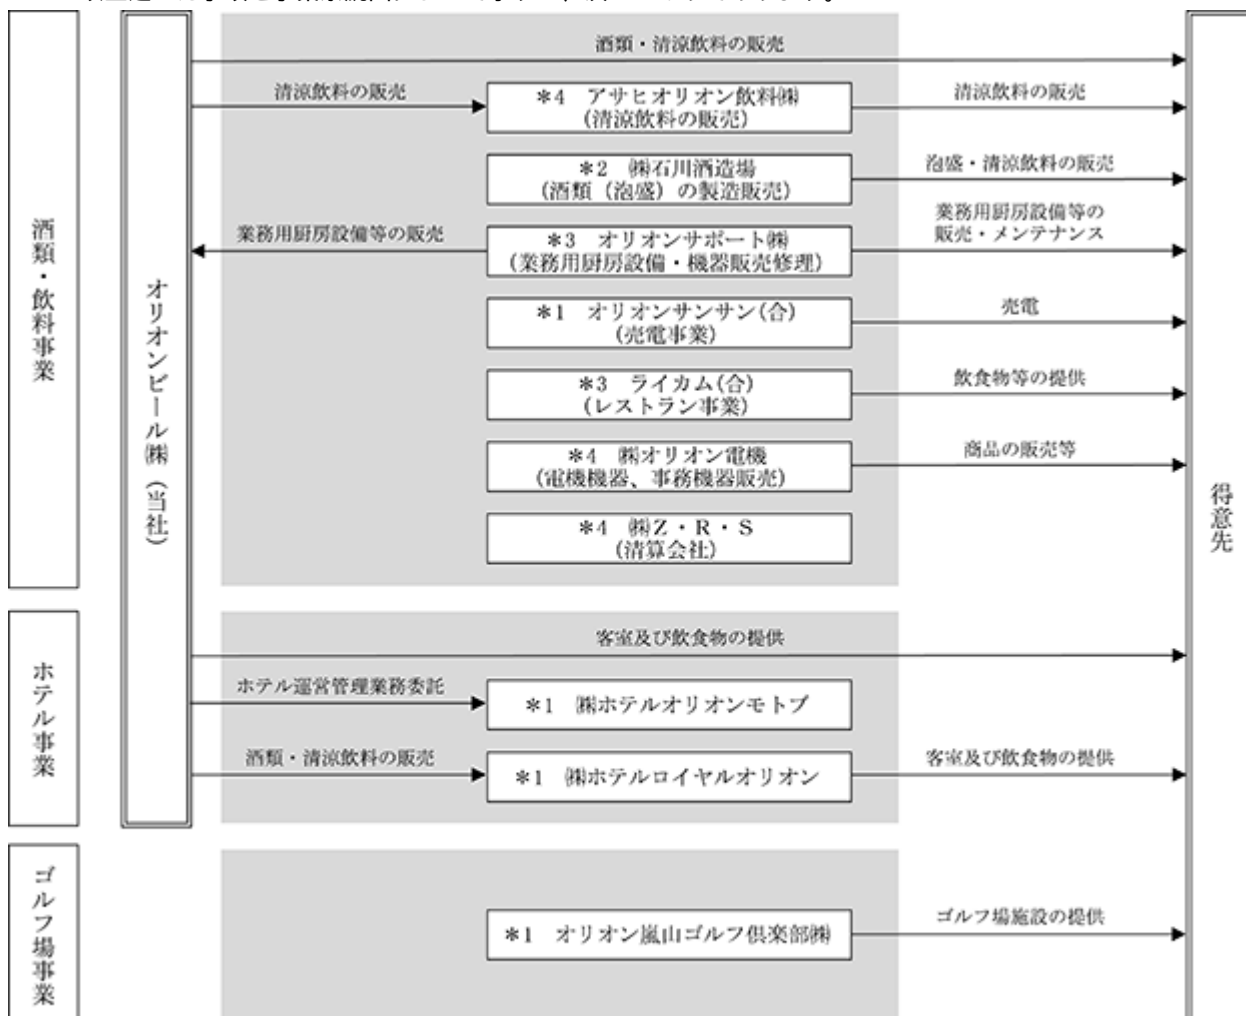 酒類・飲料事業
オリオンビール㈱（当社）
得意先
酒類・清涼飲料の販売
清涼飲料の販売
＊4　アサヒオリオン飲料㈱
(清涼飲料の販売)
清涼飲料の販売
＊2　㈱石川酒造場
(酒類（泡盛）の製造販売)
泡盛・清涼飲料の販売
業務用厨房設備等の販売
＊3　オリオンサポート㈱
(業務用厨房設備・機器販売修理)
業務用厨房設備等の
販売・メンテナンス
＊1　オリオンサンサン(合)
(売電事業)
売電
＊3　ライカム(合)
(レストラン事業)
飲食物等の提供
＊4　㈱オリオン電機
(電機機器、事務機器販売)
商品の販売等
＊4　㈱Ｚ・Ｒ・Ｓ
(清算会社)
ホテル事業
客室及び飲食物の提供
ホテル運営管理業務委託
＊1　㈱ホテルオリオンモトブ
酒類・清涼飲料の販売
＊1　㈱ホテルロイヤルオリオン
客室及び飲食物の提供
ゴルフ場事業
＊1　オリオン嵐山ゴルフ倶楽部㈱
ゴルフ場施設の提供